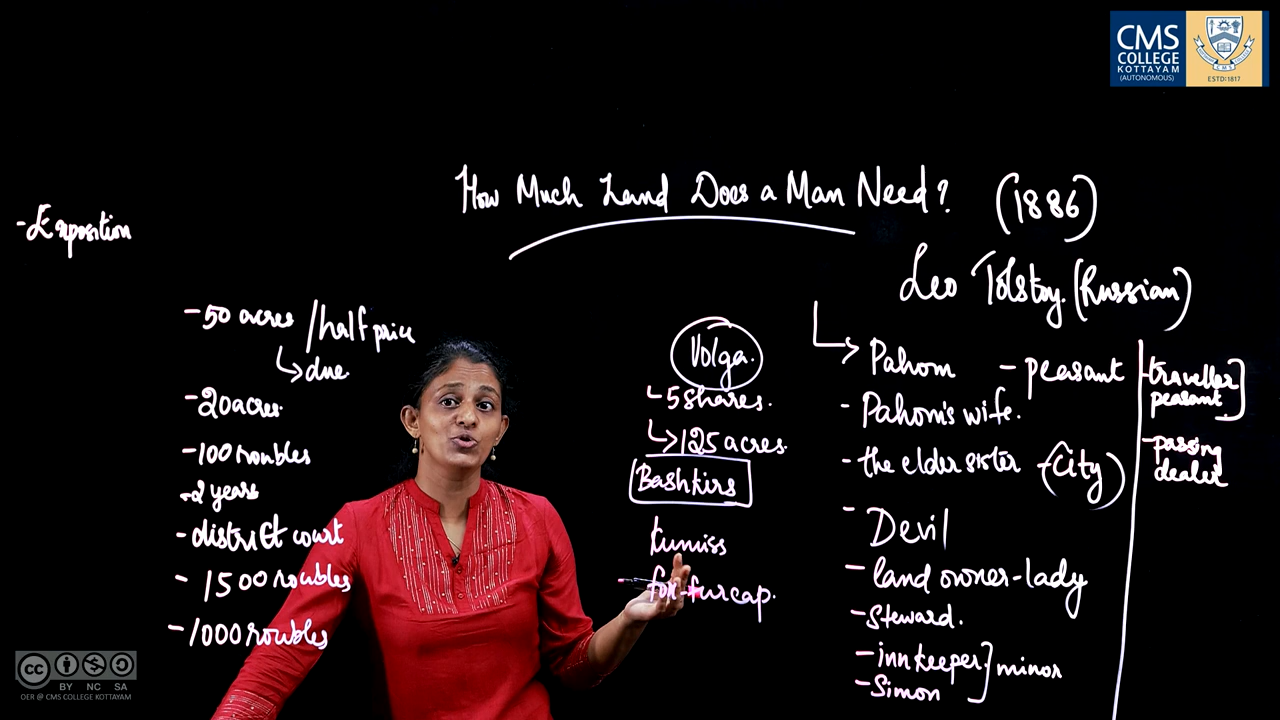 CMS
COLLEGE
KOTTAYAM
(AUTONOMOUS)
ESTD:1817
How Much Land Does a Man Need? (1886)
-Exposition
Leo Tolstoy. (Russian)
-50 acres /half price
due
-20 acres.
-100 roubles
-2 years
-district court
-1500 roubles
-1000 roubles
Volga.
5 shares.
125 acres.
Bashkirs
kumiss
fox-fur cap.
Pahom - peasant
-Pahom's wife.
-the elder sister -(City)
-Devil
-land owner-lady
-Steward.
-innkeeper
-Simon
minor
-traveller
peasant
-passing
dealer
CC BY NC SA
OER @ CMS COLLEGE KOTTAYAM